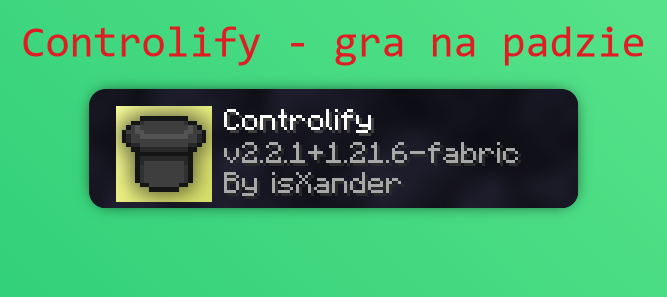 Controlify - gra na padzie
Controlify
v2.2.1+1.21.6-fabric
By isXander